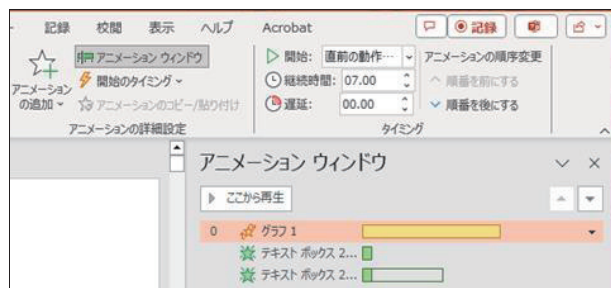 記録 校閲 表示 ヘルプ Acrobat 記録
アニメーション の追加
アニメーション ウィンドウ
開始のタイミング
アニメーションのコピー/貼り付け
アニメーションの詳細設定
開始: 直前の動作…
継続時間: 07.00
遅延: 00.00
アニメーションの順序変更
順番を前にする
順番を後にする
タイミング
アニメーション ウィンドウ
ここから再生
0 グラフ 1
テキスト ボックス 2...
テキスト ボックス 2...